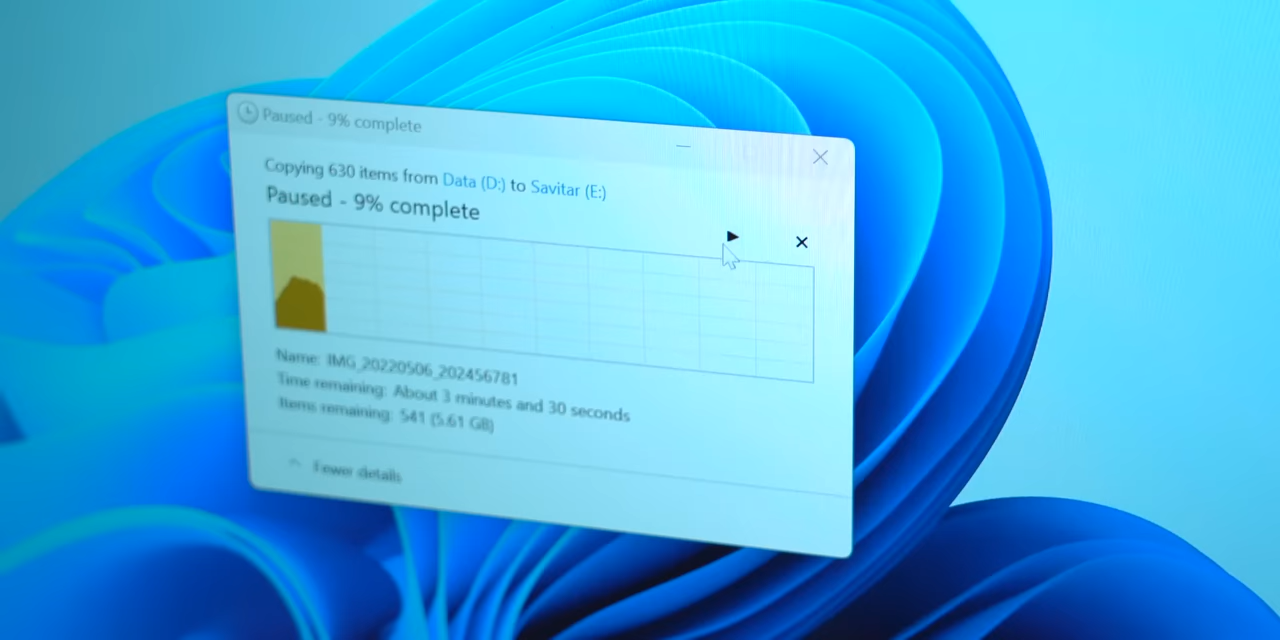 Paused - 9% complete
Copying 630 items from Data (D:) to Savitar (E:)
Paused - 9% complete
Name: IMG_20220506_202456781
Time remaining: About 3 minutes and 30 seconds
Items remaining: 541 (5.61 GB)
Fewer details